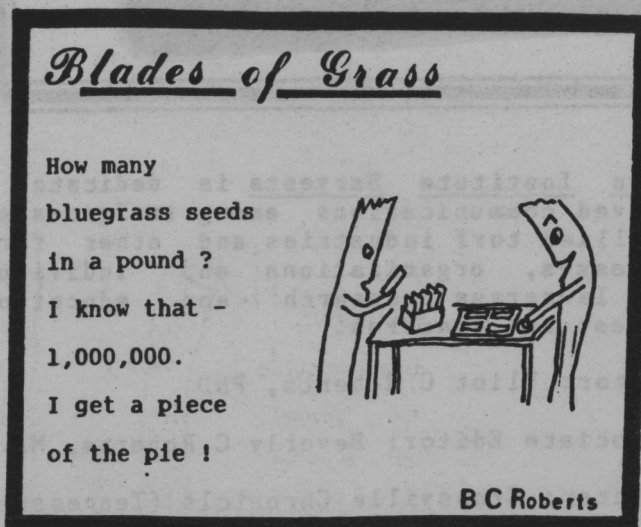 Blades of Grass
How many
bluegrass seeds
in a pound ?
I know that -
1,000,000.
I get a piece
of the pie !
B C Roberts